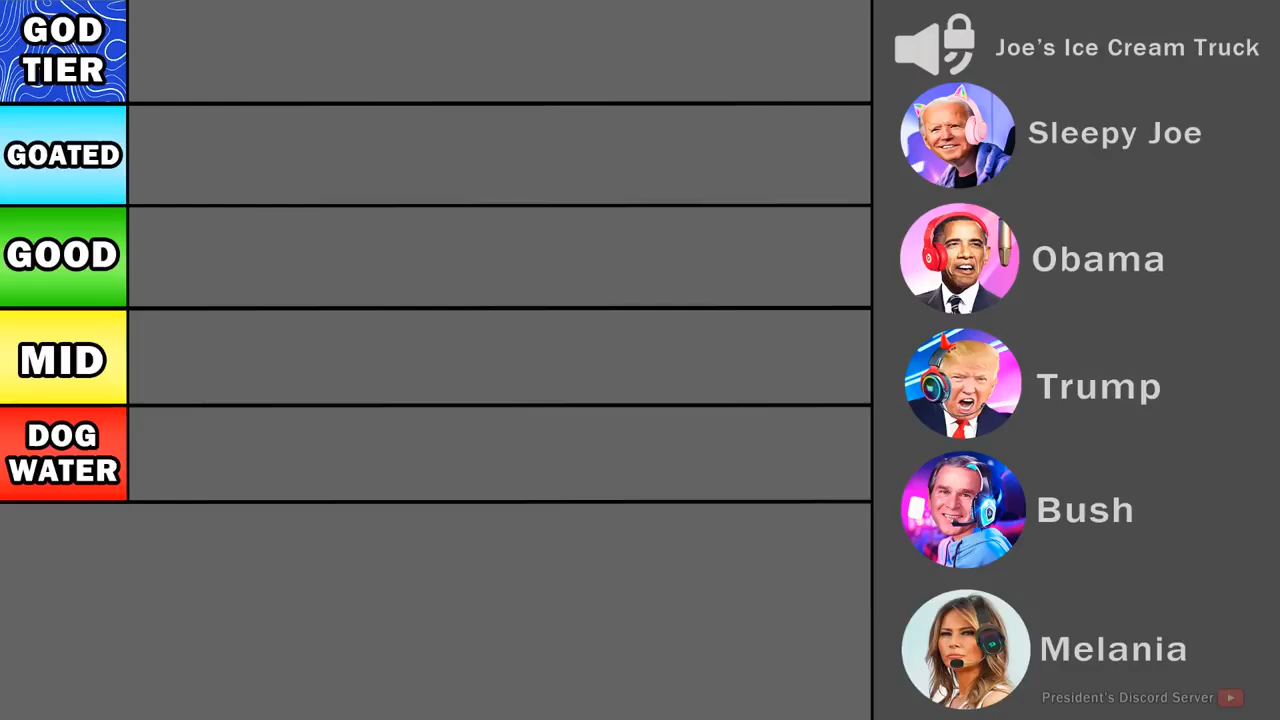 GOD
TIER
GOATED
GOOD
MID
DOG
WATER
Joe's Ice Cream Truck
Sleepy Joe
Obama
Trump
Bush
Melania
President's Discord Server